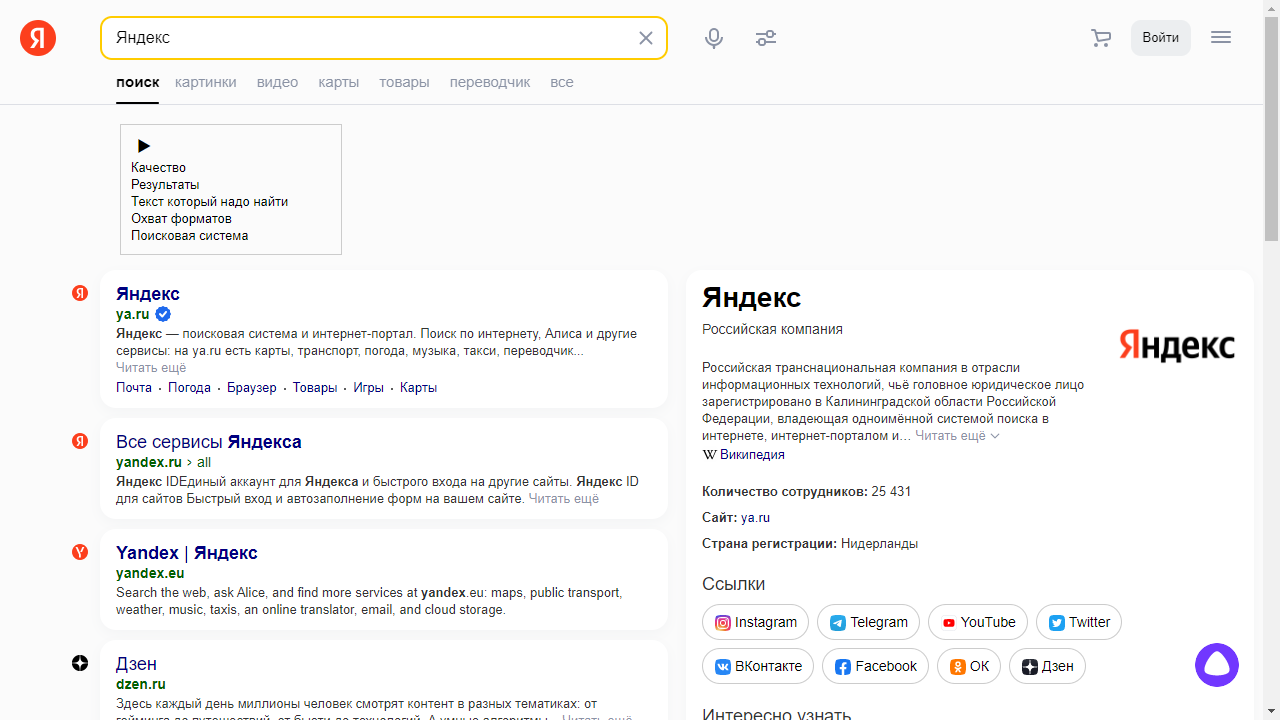 Я
Яндекс
Войти
поиск картинки видео карты товары переводчик все
Качество
Результаты
Текст который надо найти
Охват форматов
Поисковая система
Яндекс
ya.ru
Яндекс — поисковая система и интернет-портал. Поиск по интернету, Алиса и другие
сервисы: на ya.ru есть карты, транспорт, погода, музыка, такси, переводчик...
Читать ещё
Почта · Погода · Браузер · Товары · Игры · Карты
Все сервисы Яндекса
yandex.ru › all
Яндекс IDЕдиный аккаунт для Яндекса и быстрого входа на другие сайты. Яндекс ID
для сайтов Быстрый вход и автозаполнение форм на вашем сайте. Читать ещё
Yandex | Яндекс
yandex.eu
Search the web, ask Alice, and find more services at yandex.eu: maps, public transport,
weather, music, taxis, an online translator, email, and cloud storage.
Дзен
dzen.ru
Здесь каждый день миллионы человек смотрят контент в разных тематиках: от
Яндекс
Российская компания
Яндекс
Российская транснациональная компания в отрасли
информационных технологий, чьё головное юридическое лицо
зарегистрировано в Калининградской области Российской
Федерации, владеющая одноимённой системой поиска в
интернете, интернет-порталом и... Читать ещё
W Википедия
Количество сотрудников: 25 431
Сайт: ya.ru
Страна регистрации: Нидерланды
Ссылки
Instagram Telegram YouTube Twitter
ВКонтакте Facebook ОК Дзен
Интересно узнать